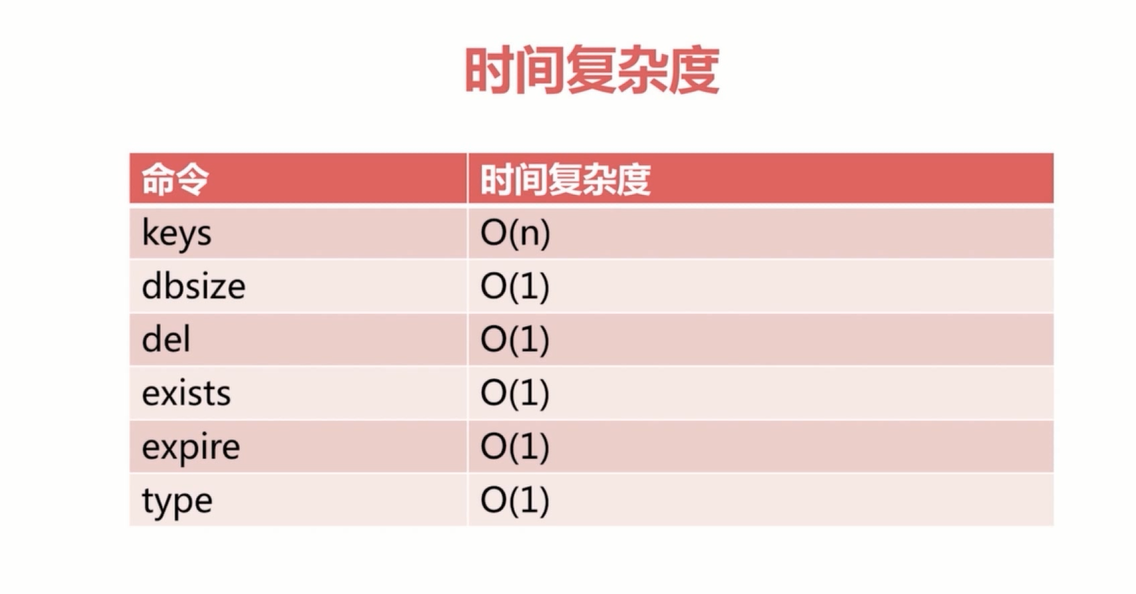 时间复杂度
命令 时间复杂度
keys O(n)
dbsize O(1)
del O(1)
exists O(1)
expire O(1)
type O(1)